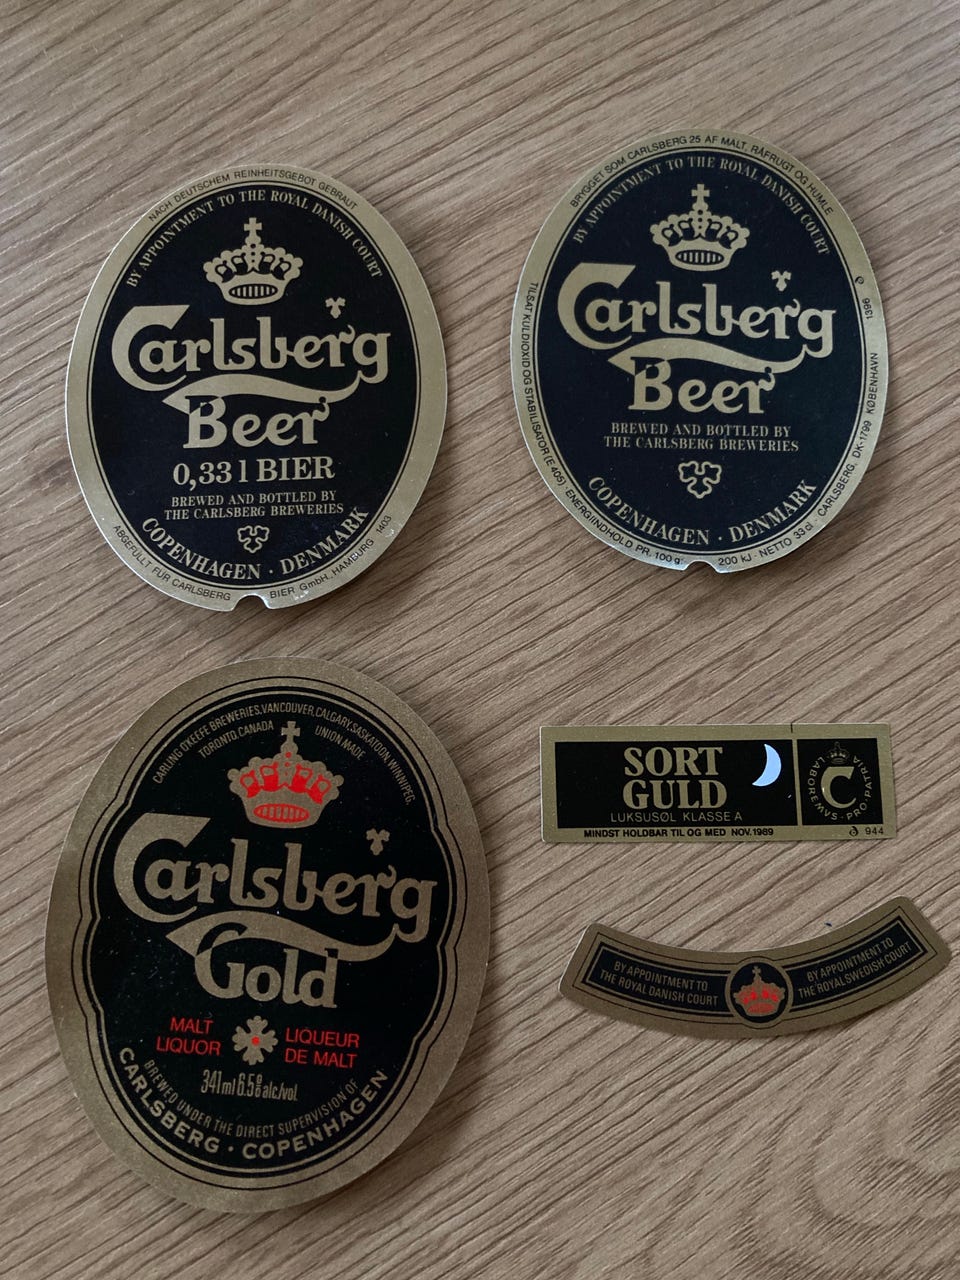 NACH DEUTSCHEM REINHEITSGEBOT GEBRAUT
BY APPOINTMENT TO THE ROYAL DANISH COURT
Carlsberg
Beer
0,33 l BIER
BREWED AND BOTTLED BY
THE CARLSBERG BREWERIES
COPENHAGEN · DENMARK
ABGEFÜLLT FÜR CARLSBERG BIER GmbH., HAMBURG 1403
BRYGGET SOM CARLSBERG 25 AF MALT, RÅFRUGT OG HUMLE
BY APPOINTMENT TO THE ROYAL DANISH COURT
Carlsberg
Beer
BREWED AND BOTTLED BY
THE CARLSBERG BREWERIES
COPENHAGEN · DENMARK
TILSAT KULDIOXID OG STABILISATOR (E 405). ENERGIINDHOLD PR. 100 g: 200 kJ · NETTO 33 cl · CARLSBERG, DK-1799 KØBENHAVN
1396
CARLING O'KEEFE BREWERIES, VANCOUVER, CALGARY, SASKATOON, WINNIPEG,
TORONTO, CANADA UNION MADE
Carlsberg
Gold
MALT LIQUEUR
LIQUOR DE MALT
341 ml 6.5% alc./vol.
BREWED UNDER THE DIRECT SUPERVISION OF
CARLSBERG · COPENHAGEN
SORT
GULD
LUKSUSØL KLASSE A
MINDST HOLDBAR TIL OG MED NOV. 1989
LABOREMVS · PRO · PATRIA
C
944
BY APPOINTMENT TO
THE ROYAL DANISH COURT
BY APPOINTMENT TO
THE ROYAL SWEDISH COURT